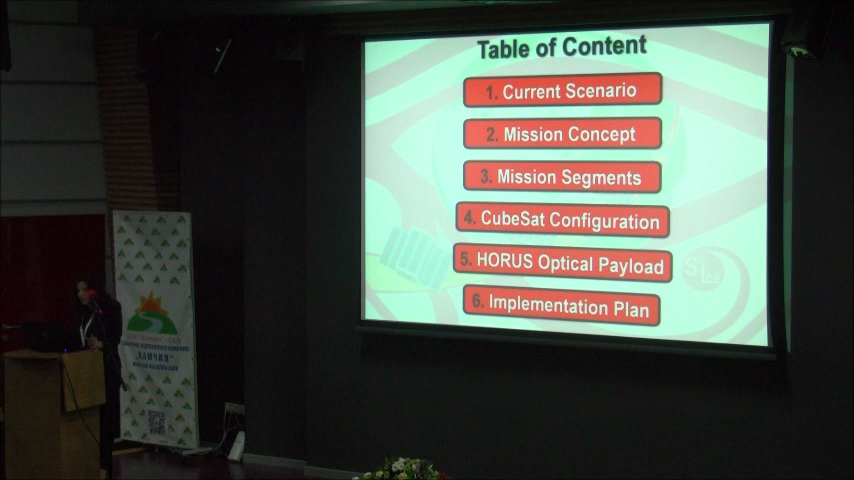 Table of Content
1. Current Scenario
2. Mission Concept
3. Mission Segments
4. CubeSat Configuration
5. HORUS Optical Payload
6. Implementation Plan
"КАМЧИЯ"